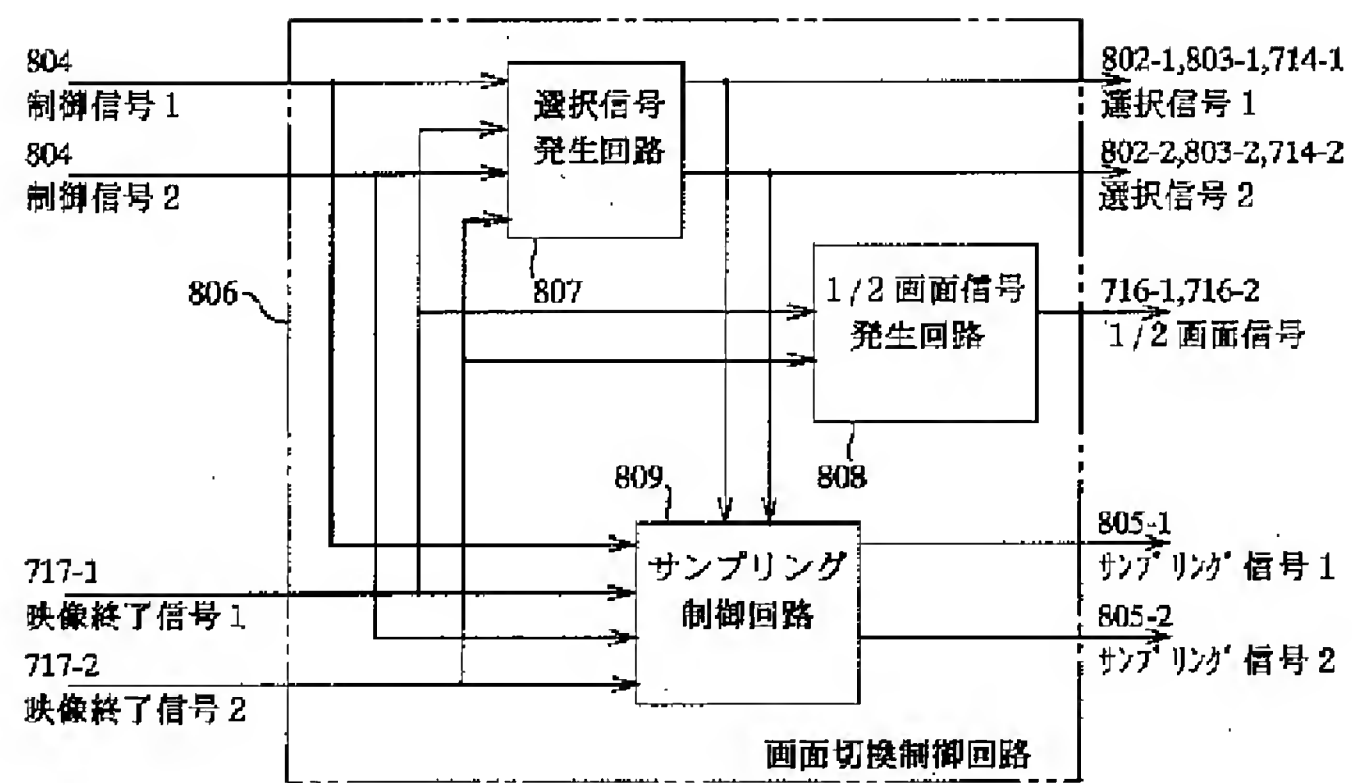 804
制御信号1
804
制御信号2
選択信号
発生回路
807
802-1,803-1,714-1
選択信号1
802-2,803-2,714-2
選択信号2
806
1/2画面信号
発生回路
808
716-1,716-2
1/2画面信号
809
サンプリング
制御回路
717-1
映像終了信号1
717-2
映像終了信号2
805-1
サンプリング信号1
805-2
サンプリング信号2
画面切換制御回路